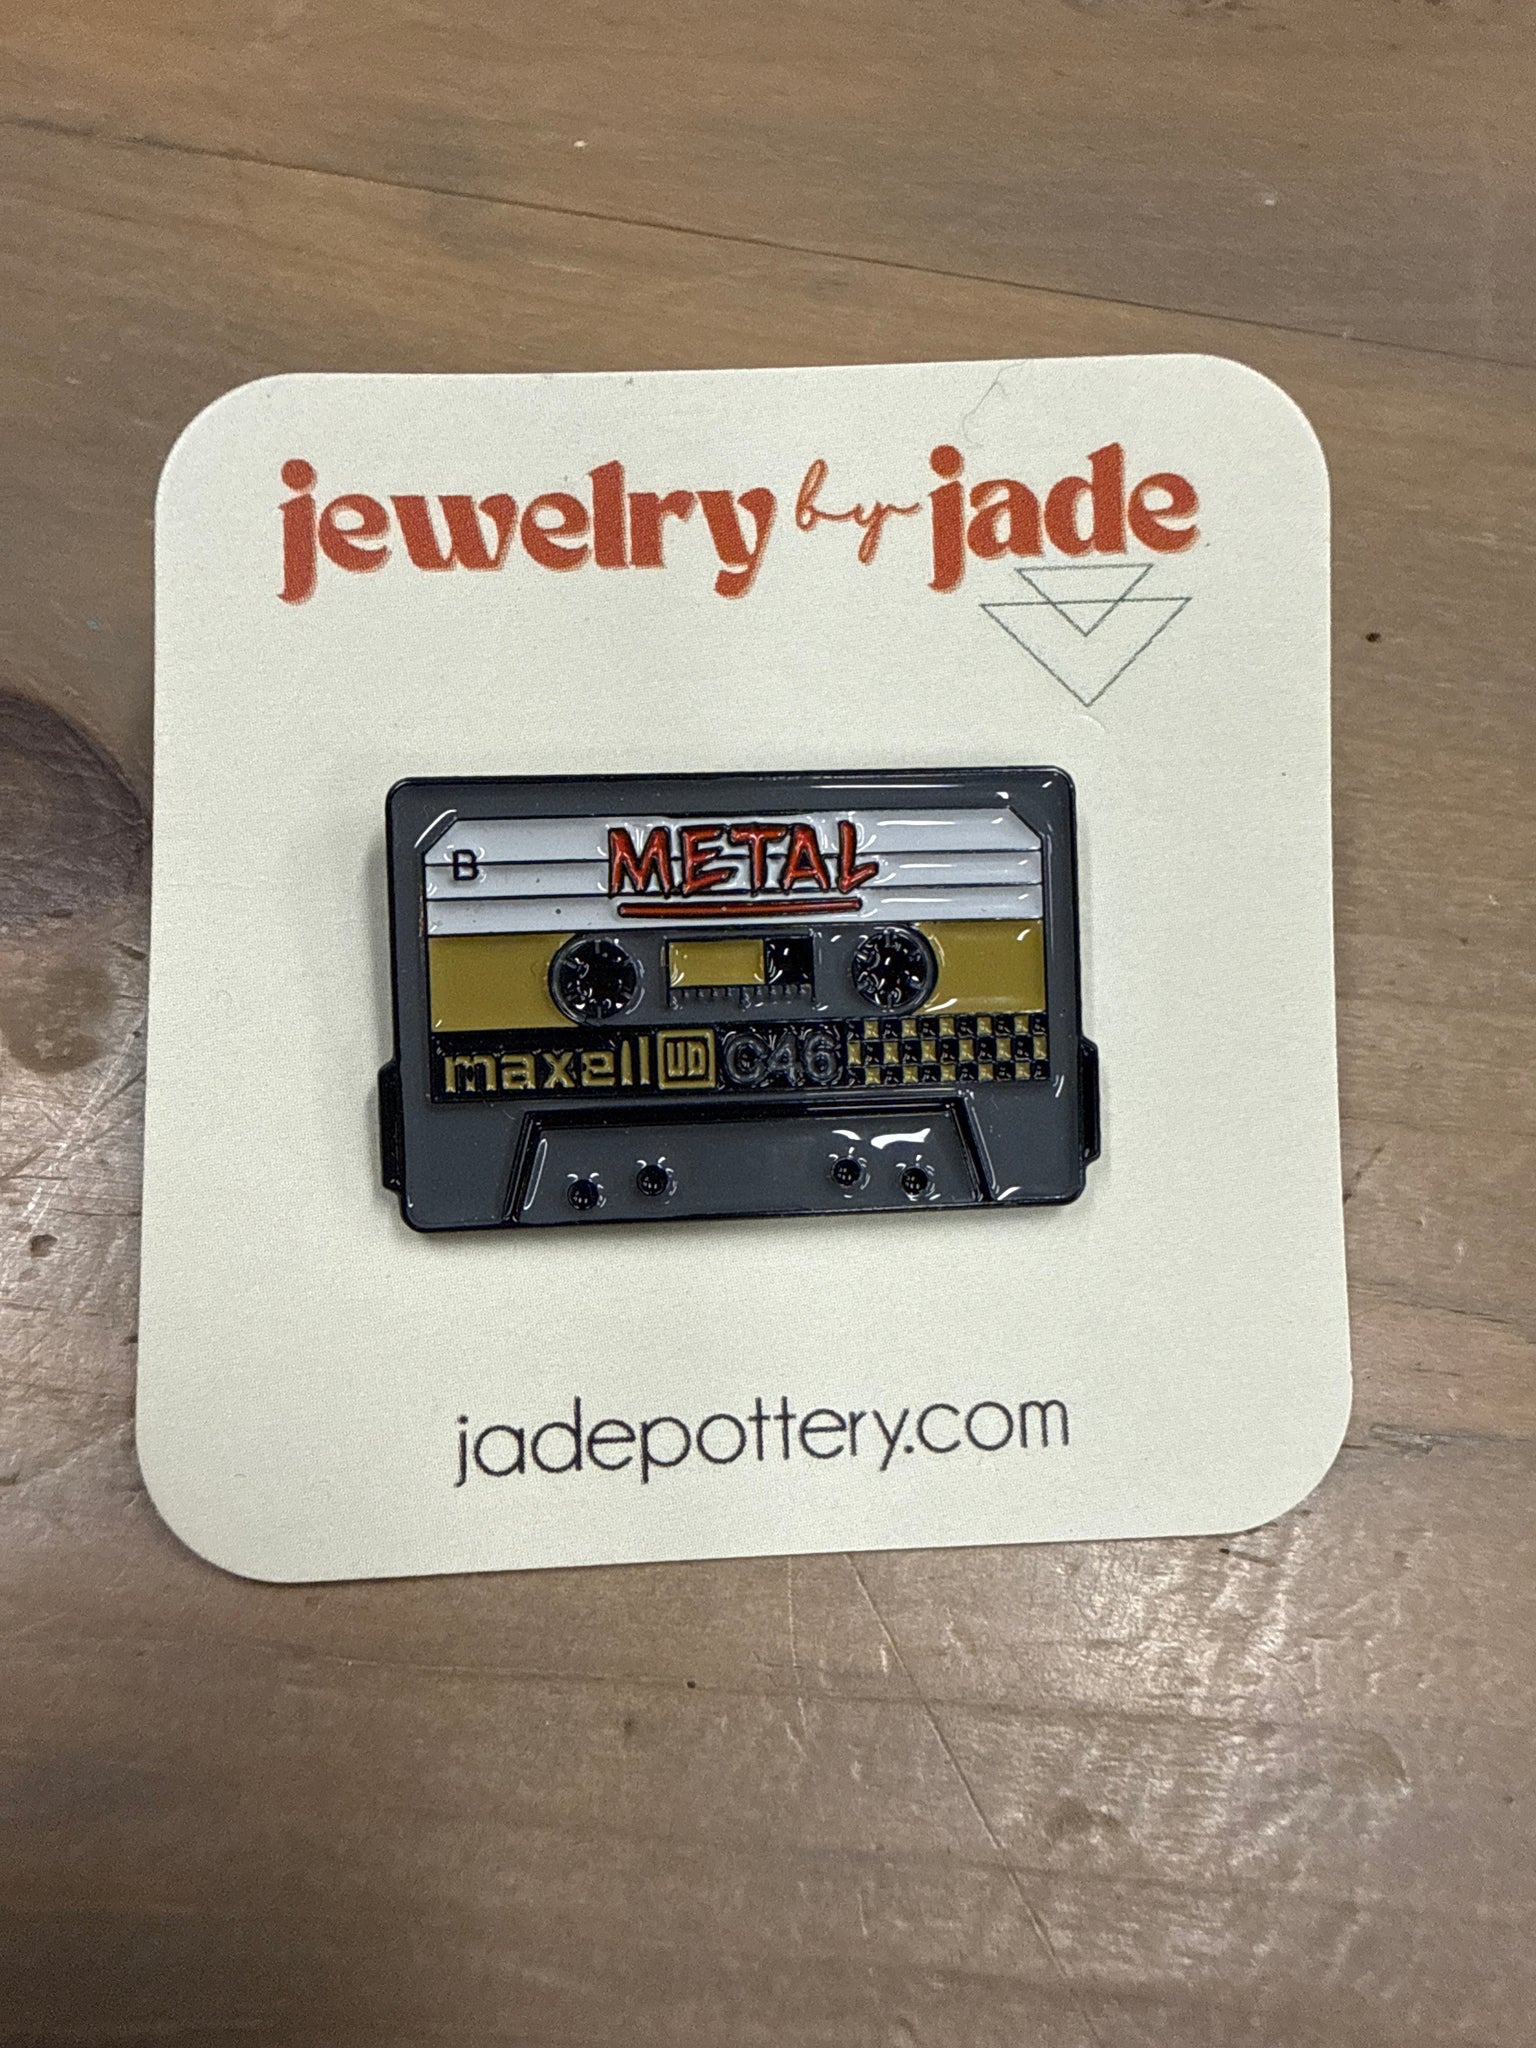 jewelry by jade
B METAL
maxell UD C46
jadepottery.com